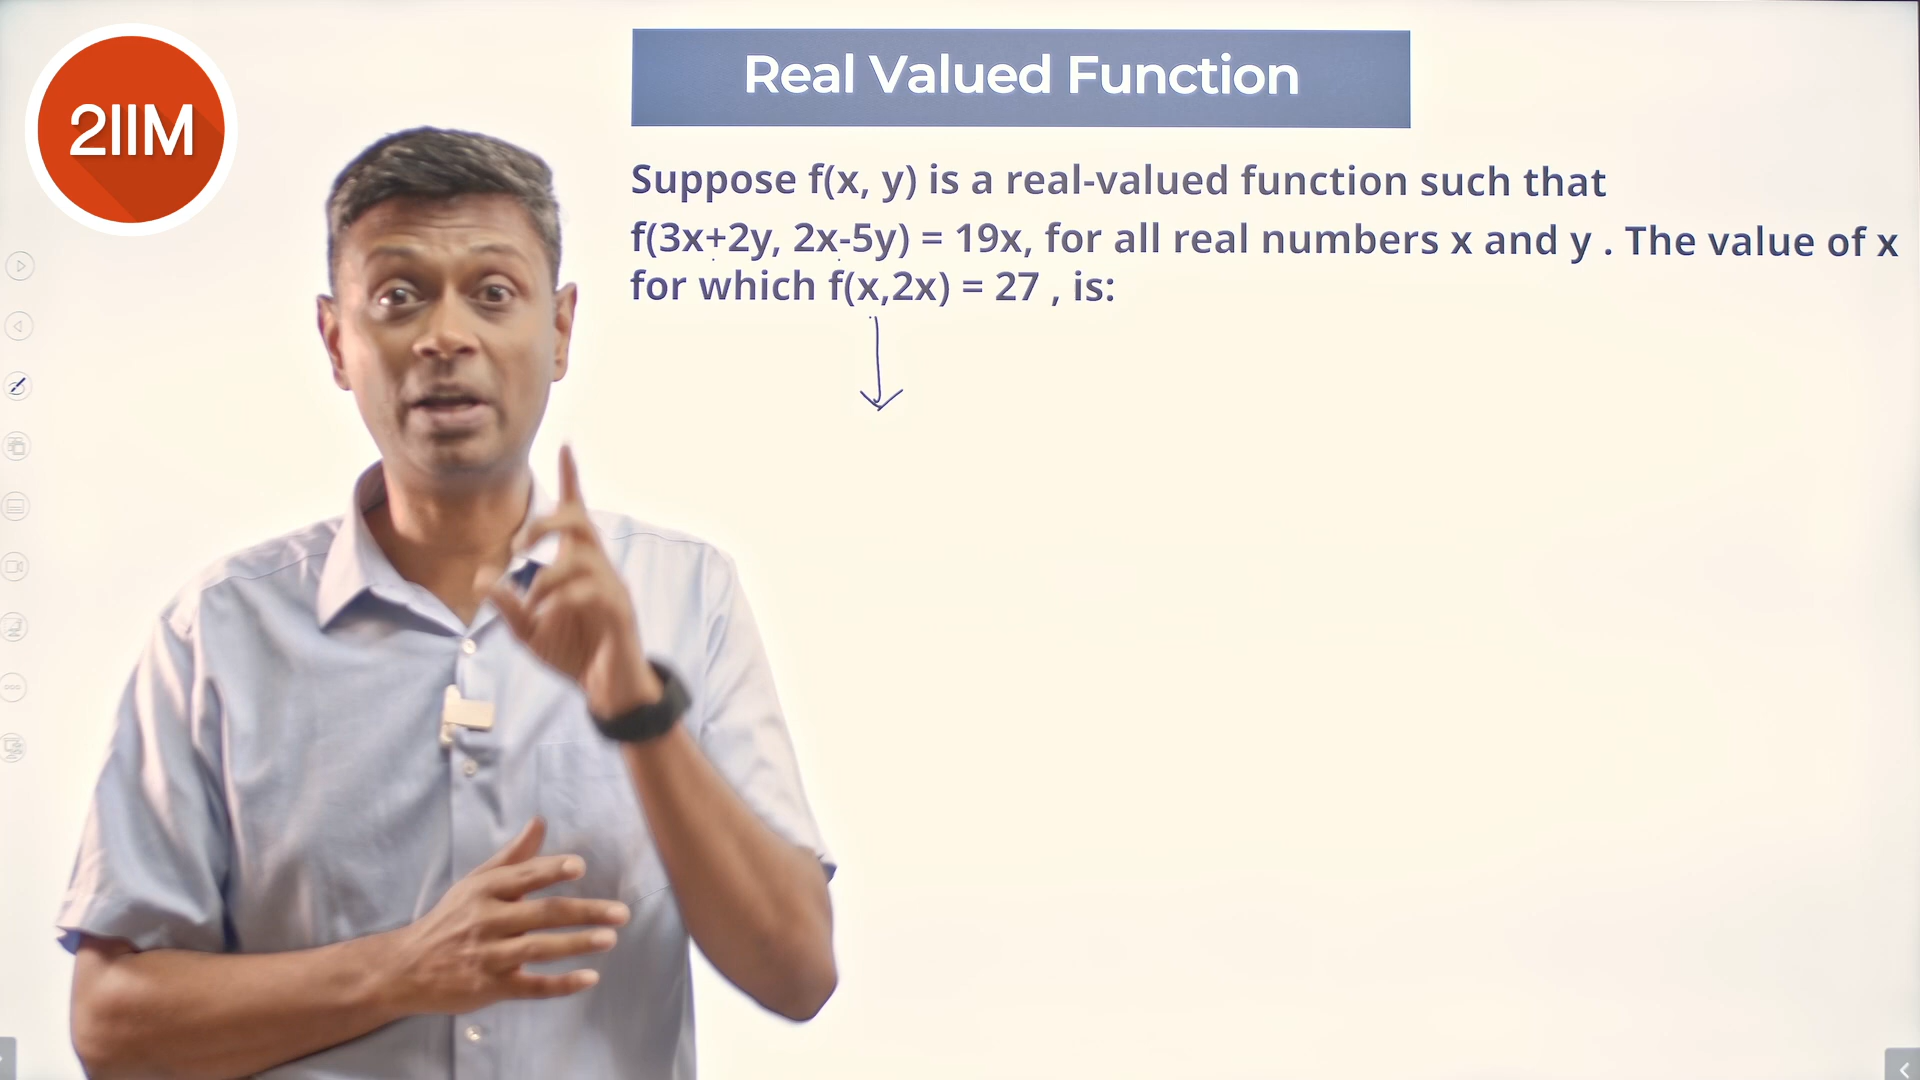 2IIM
Real Valued Function
Suppose f(x, y) is a real-valued function such that
f(3x+2y, 2x-5y) = 19x, for all real numbers x and y . The value of x
for which f(x,2x) = 27 , is: